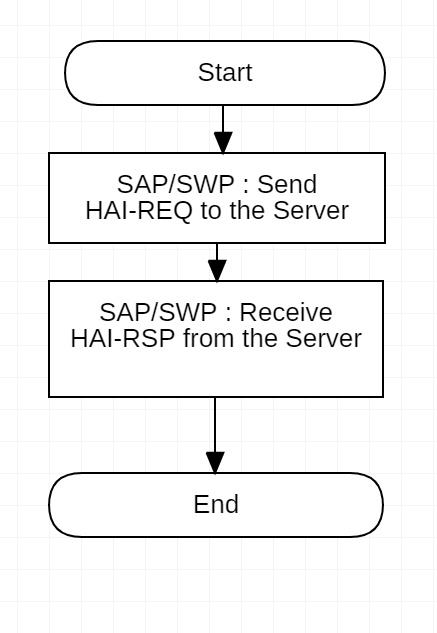 Start
SAP/SWP : Send
HAI-REQ to the Server
SAP/SWP : Receive
HAI-RSP from the Server
End